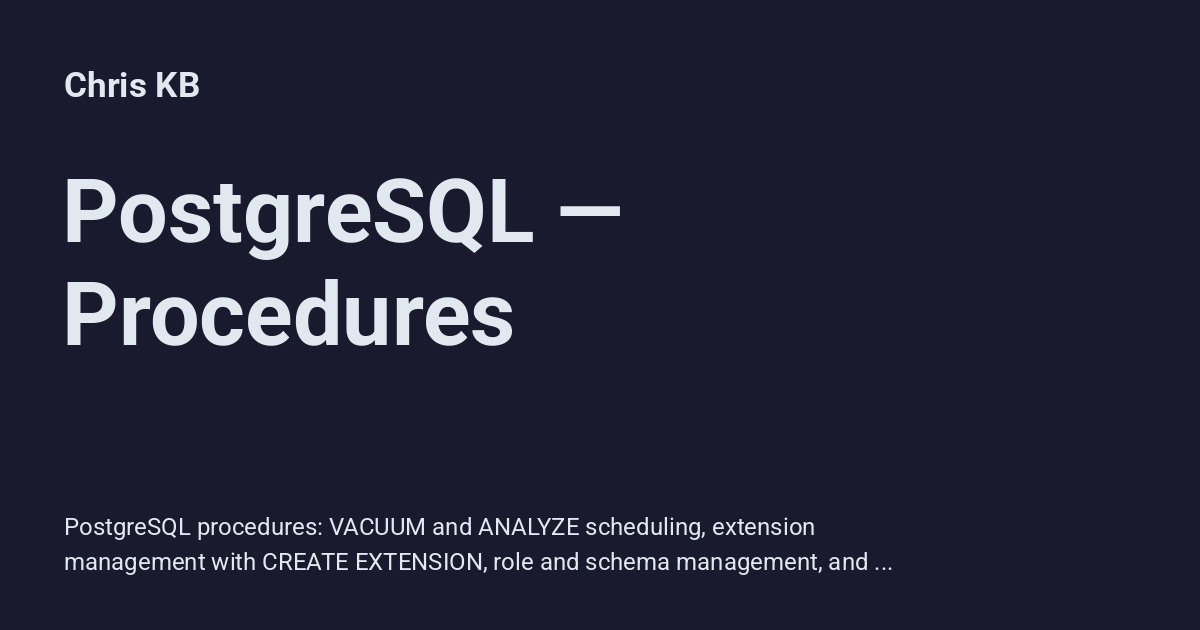 Chris KB
PostgreSQL —
Procedures
PostgreSQL procedures: VACUUM and ANALYZE scheduling, extension
management with CREATE EXTENSION, role and schema management, and ...